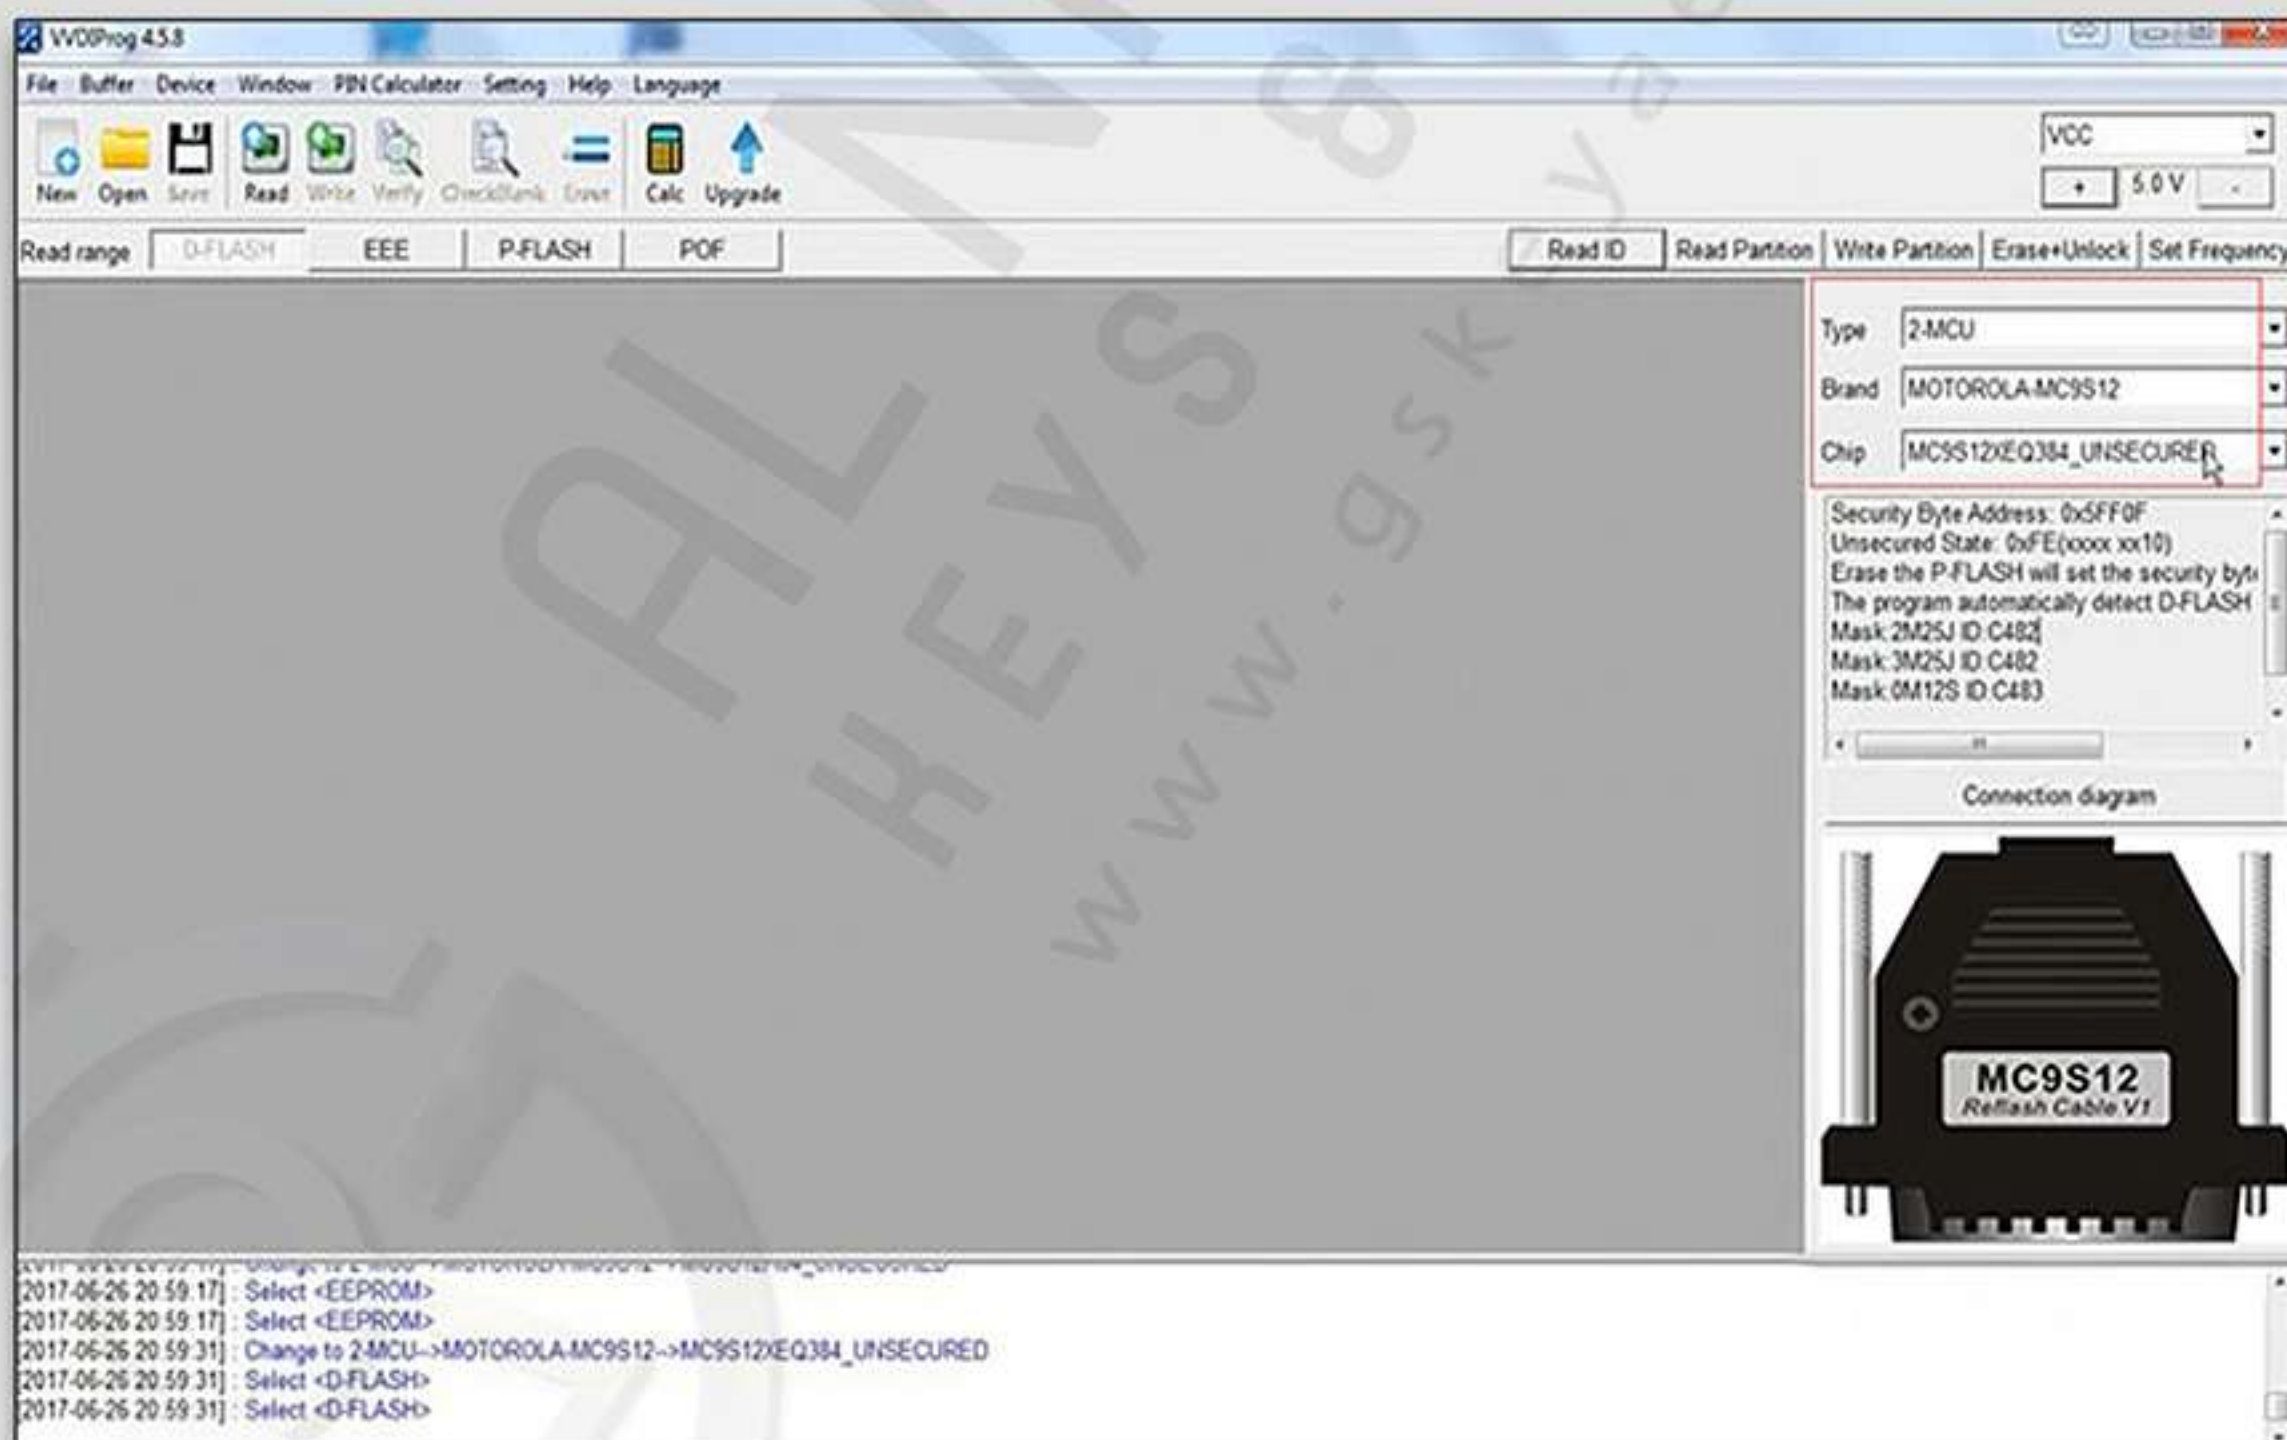 VVDIProg 4.5.8
File Buffer Device Window PIN Calculator Setting Help Language
New Open Save Read Write Verify CheckBlank Erase Calc Upgrade
VCC
+ 5.0 V -
Read range D-FLASH EEE P-FLASH POF Read ID Read Partition Write Partition Erase+Unlock Set Frequency
Type 2-MCU
Brand MOTOROLA-MC9S12
Chip MC9S12XEQ384_UNSECURED
Security Byte Address: 0x5FF0F
Unsecured State: 0xFE(xxxx xx10)
Erase the P-FLASH will set the security byte
The program automatically detect D-FLASH
Mask:2M25J ID:C482
Mask:3M25J ID:C482
Mask:0M12S ID:C483
Connection diagram
MC9S12
Reflash Cable V1
[2017-06-26 20:59:17] : Select <EEPROM>
[2017-06-26 20:59:17] : Select <EEPROM>
[2017-06-26 20:59:31] : Change to 2-MCU-->MOTOROLA-MC9S12-->MC9S12XEQ384_UNSECURED
[2017-06-26 20:59:31] : Select <D-FLASH>
[2017-06-26 20:59:31] : Select <D-FLASH>
AL
KEYS
www.gskeya